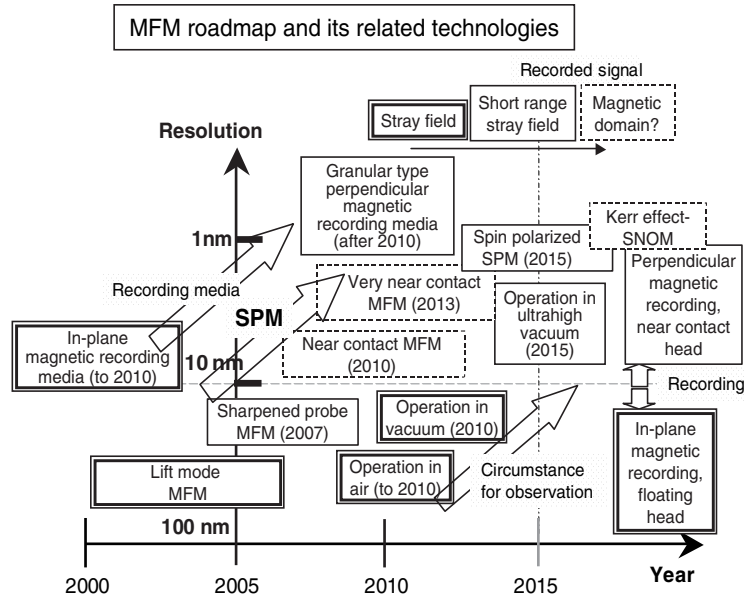 MFM roadmap and its related technologies
Recorded signal
Stray field
Short range
stray field
Magnetic
domain?
Resolution
Granular type
perpendicular
magnetic
recording media
(after 2010)
1nm
Kerr effect-
SNOM
Spin polarized
SPM (2015)
Perpendicular
magnetic
recording,
near contact
head
Recording media
Very near contact
MFM (2013)
SPM
Operation in
ultrahigh
vacuum
(2015)
In-plane
magnetic recording
media (to 2010)
Near contact MFM
(2010)
10 nm
Recording
Sharpened probe
MFM (2007)
Operation in
vacuum (2010)
In-plane
magnetic
recording,
floating
head
Lift mode
MFM
Operation in
air (to 2010)
Circumstance
for observation
100 nm
2000
2005
2010
2015
Year